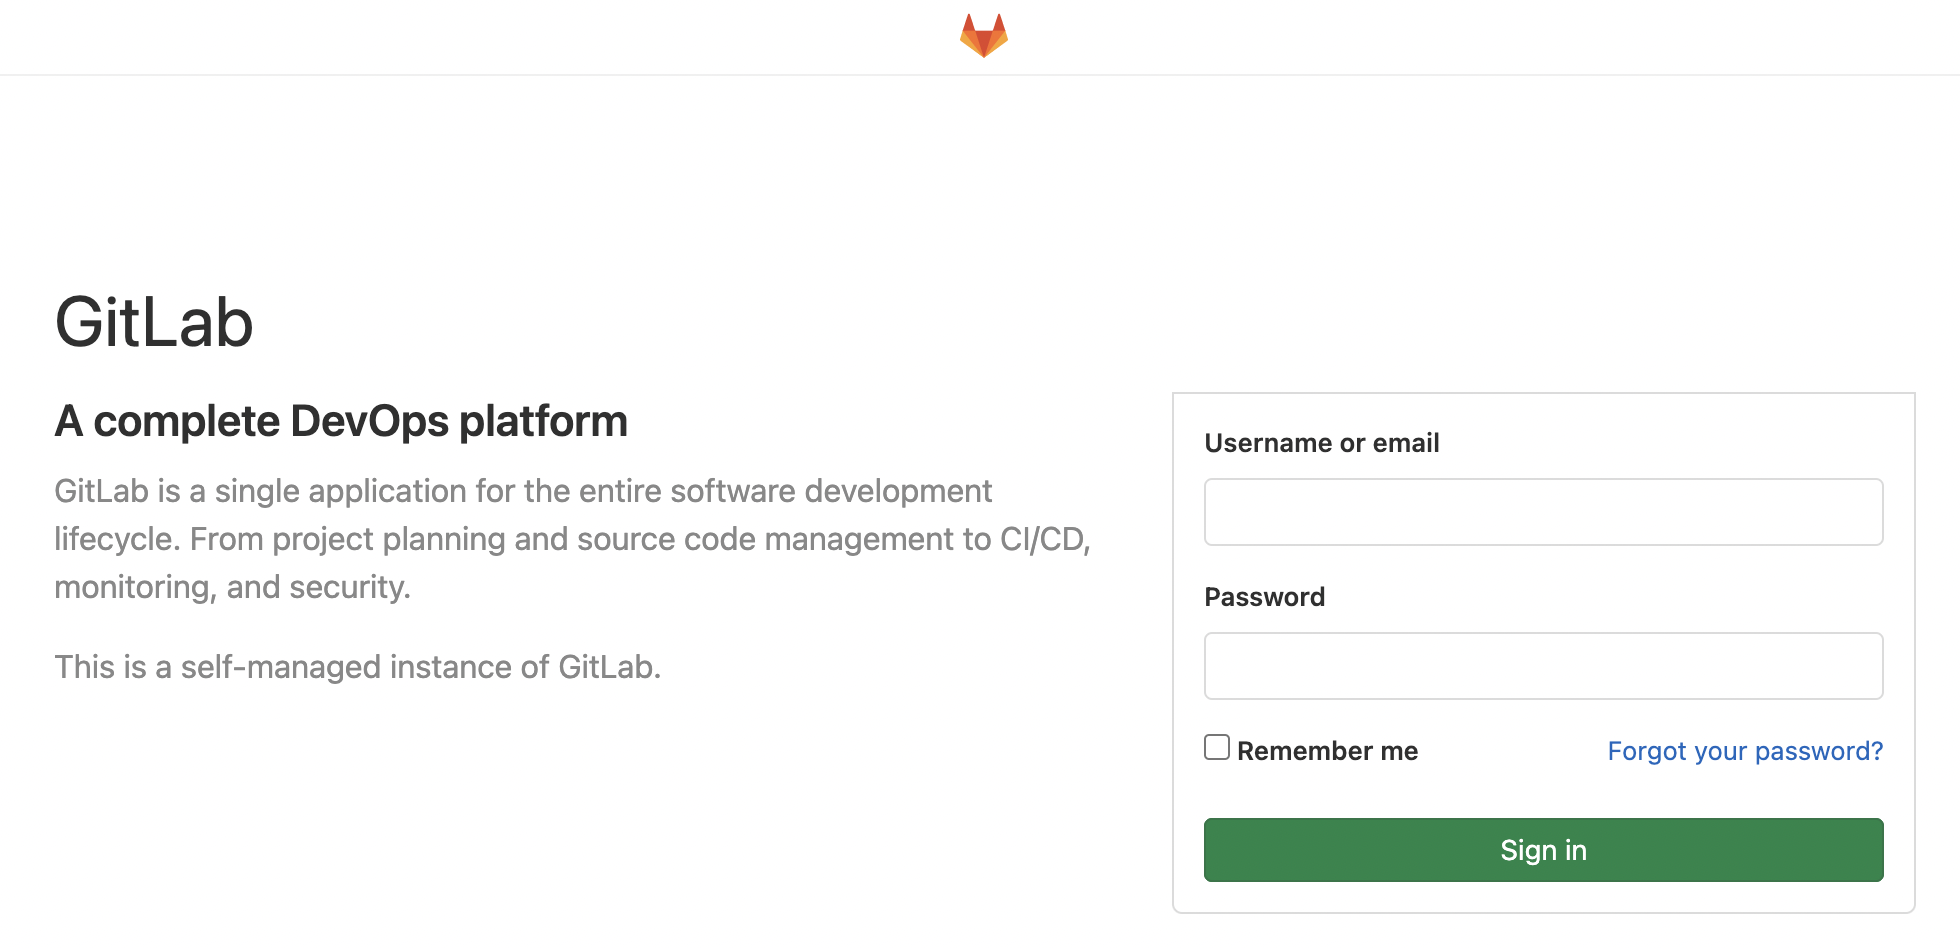 GitLab
A complete DevOps platform
GitLab is a single application for the entire software development
lifecycle. From project planning and source code management to CI/CD,
monitoring, and security.
This is a self-managed instance of GitLab.
Username or email
Password
Remember me
Forgot your password?
Sign in